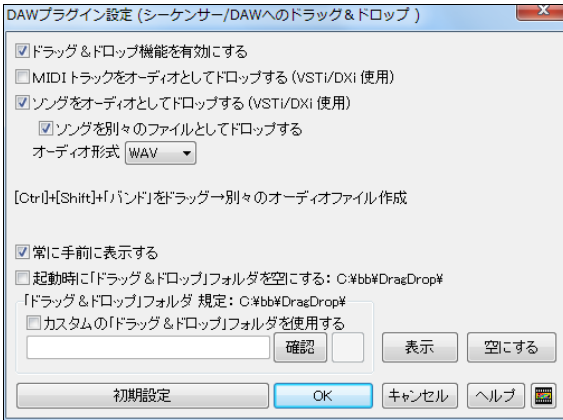 DAWプラグイン設定 (シーケンサー/DAWへのドラッグ&ドロップ )
ドラッグ&ドロップ機能を有効にする
MIDIトラックをオーディオとしてドロップする (VSTi/DXi 使用)
ソングをオーディオとしてドロップする (VSTi/DXi 使用)
ソングを別々のファイルとしてドロップする
オーディオ形式 WAV
[Ctrl]+[Shift]+「バンド」をドラッグ→別々のオーディオファイル作成
常に手前に表示する
起動時に「ドラッグ&ドロップ」フォルダを空にする: C:¥bb¥DragDrop¥
「ドラッグ&ドロップ」フォルダ 規定: C:¥bb¥DragDrop¥
カスタムの「ドラッグ&ドロップ」フォルダを使用する
確認 表示 空にする
初期設定 OK キャンセル ヘルプ